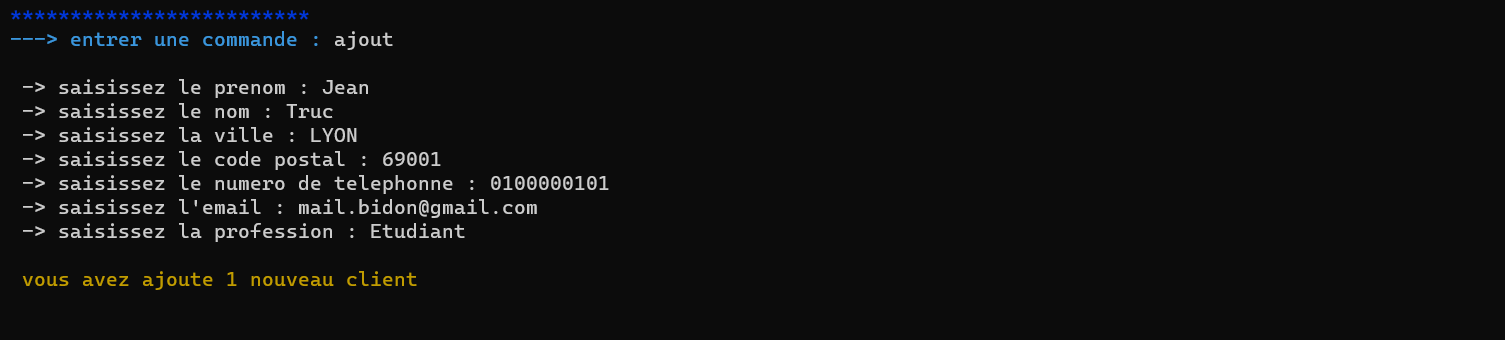 *************************
---> entrer une commande : ajout
-> saisissez le prenom : Jean
-> saisissez le nom : Truc
-> saisissez la ville : LYON
-> saisissez le code postal : 69001
-> saisissez le numero de telephonne : 0100000101
-> saisissez l'email : mail.bidon@gmail.com
-> saisissez la profession : Etudiant
vous avez ajoute 1 nouveau client